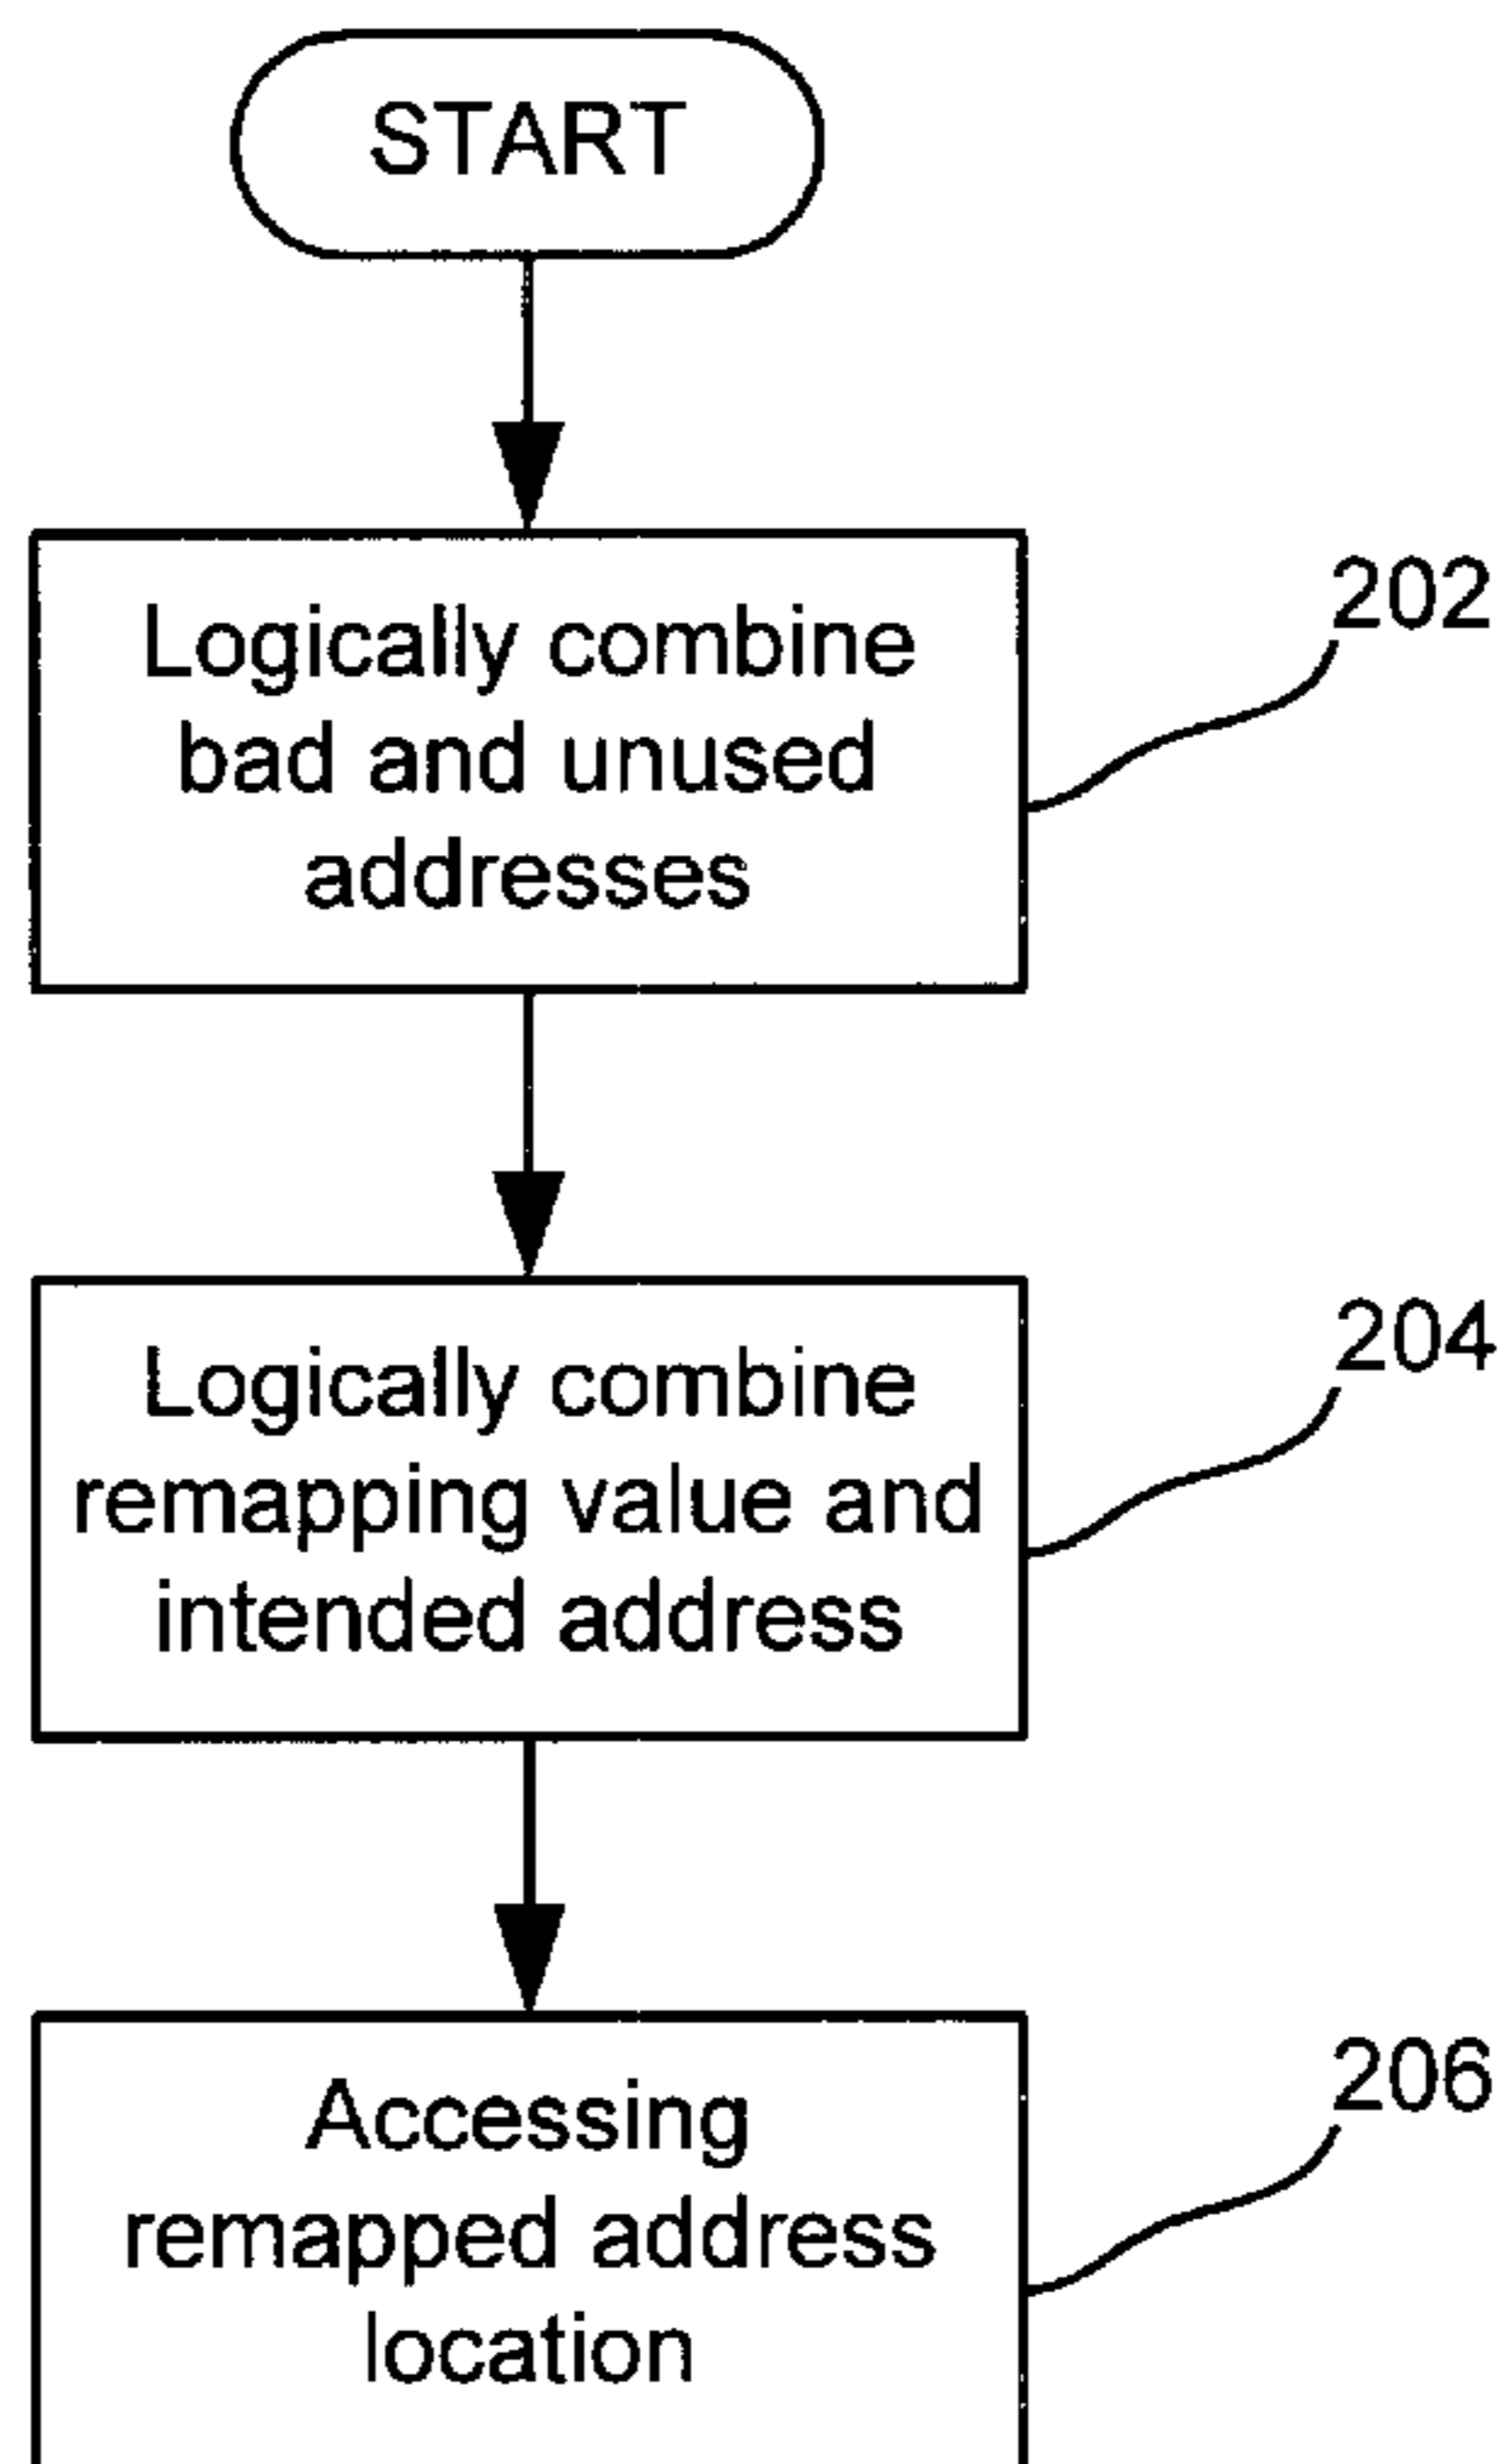 START
Logically combine
bad and unused
addresses
202
Logically combine
remapping value and
intended address
204
Accessing
remapped address
location
206